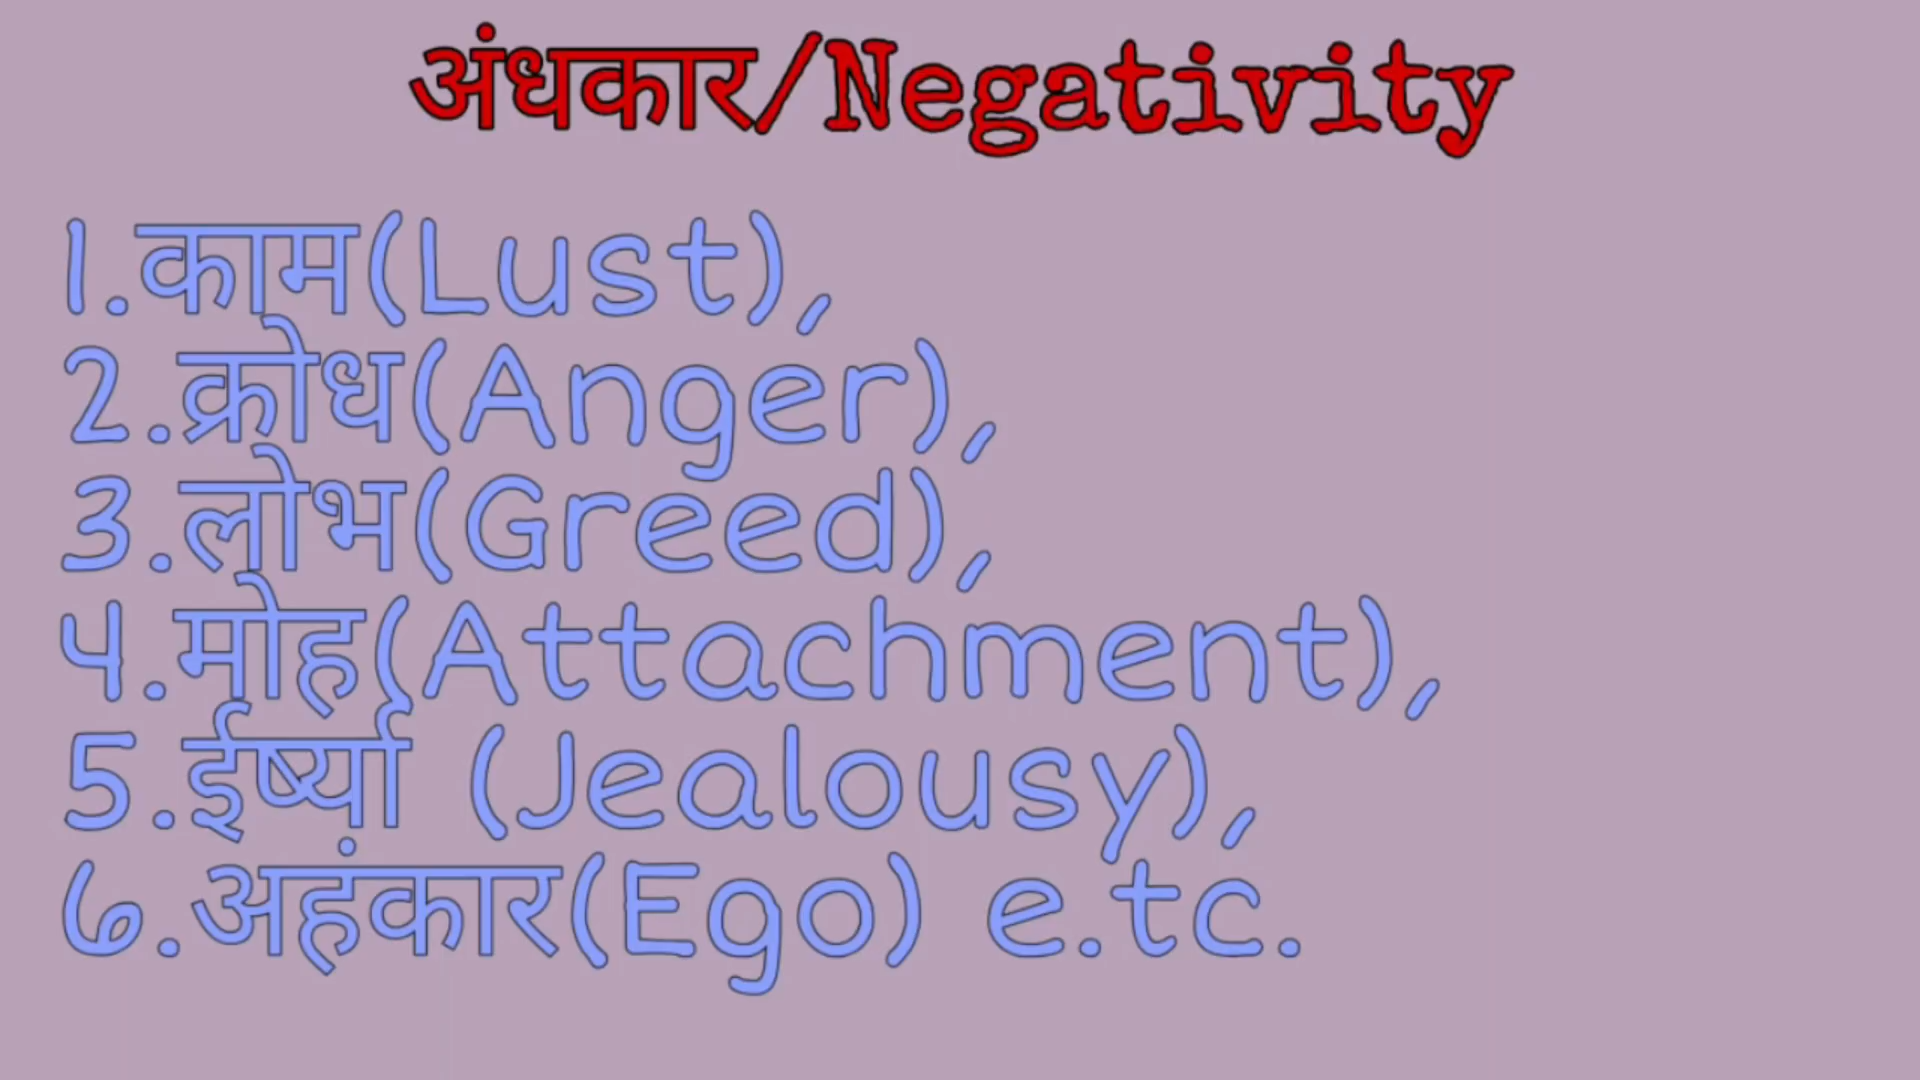 अंधकार/Negativity
1.काम(Lust),
2.क्रोध(Anger),
3.लोभ(Greed),
4.मोह(Attachment),
5.ईर्ष्या (Jealousy),
6.अहंकार(Ego) e.tc.